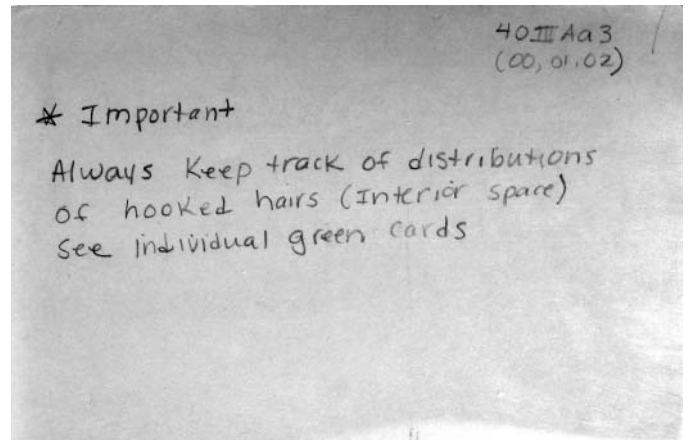 40 III Aa3
(00, 01, 02)
* Important
Always Keep track of distributions
of hooked hairs (Interior space)
See individual green cards